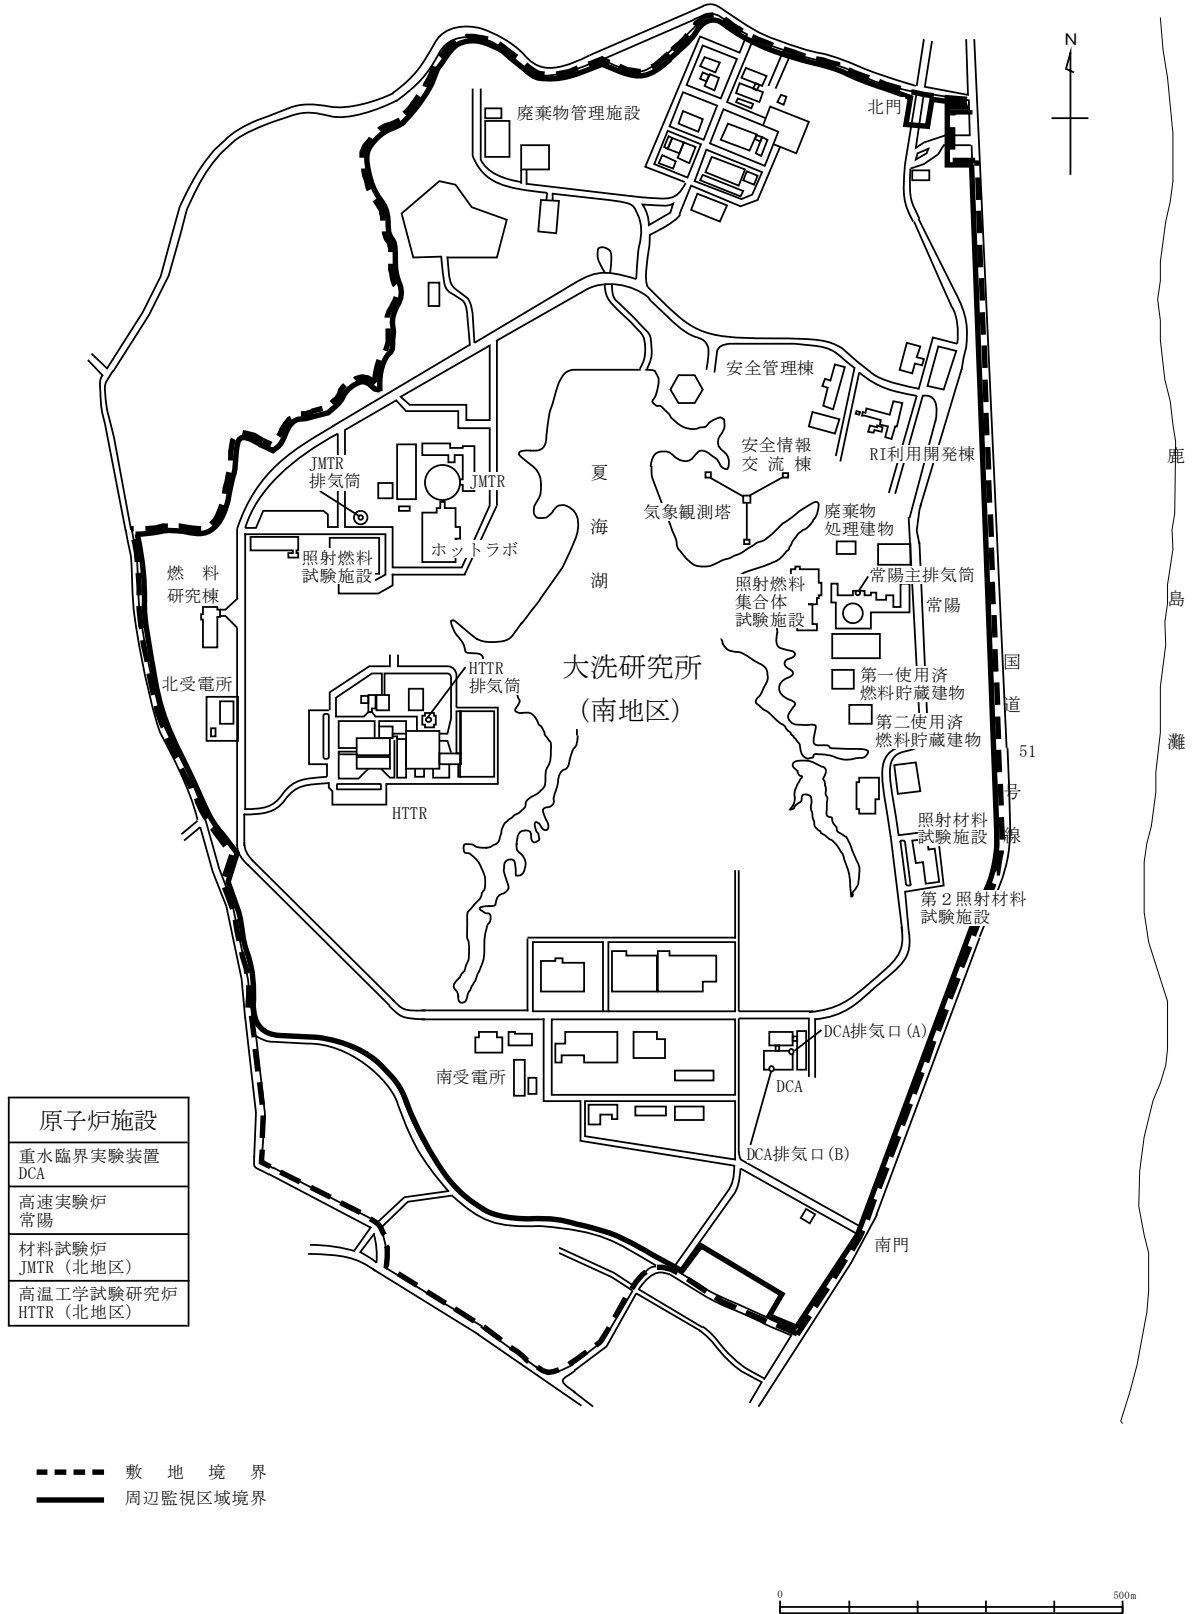 N
北門
廃棄物管理施設
安全管理棟
RI利用開発棟
安全情報
交流棟
気象観測塔
夏海湖
JMTR
排気筒
JMTR
ホットラボ
照射燃料
試験施設
廃棄物
処理建物
常陽主排気筒
常陽
照射燃料
集合体
試験施設
燃料
研究棟
北受電所
HTTR
排気筒
HTTR
大洗研究所
(南地区)
第一使用済
燃料貯蔵建物
第二使用済
燃料貯蔵建物
国道51号線
鹿島灘
照射材料
試験施設
第2照射材料
試験施設
南受電所
DCA排気口(A)
DCA
DCA排気口(B)
南門
原子炉施設
重水臨界実験装置
DCA
高速実験炉
常陽
材料試験炉
JMTR (北地区)
高温工学試験研究炉
HTTR (北地区)
敷地境界
周辺監視区域境界
0
500m